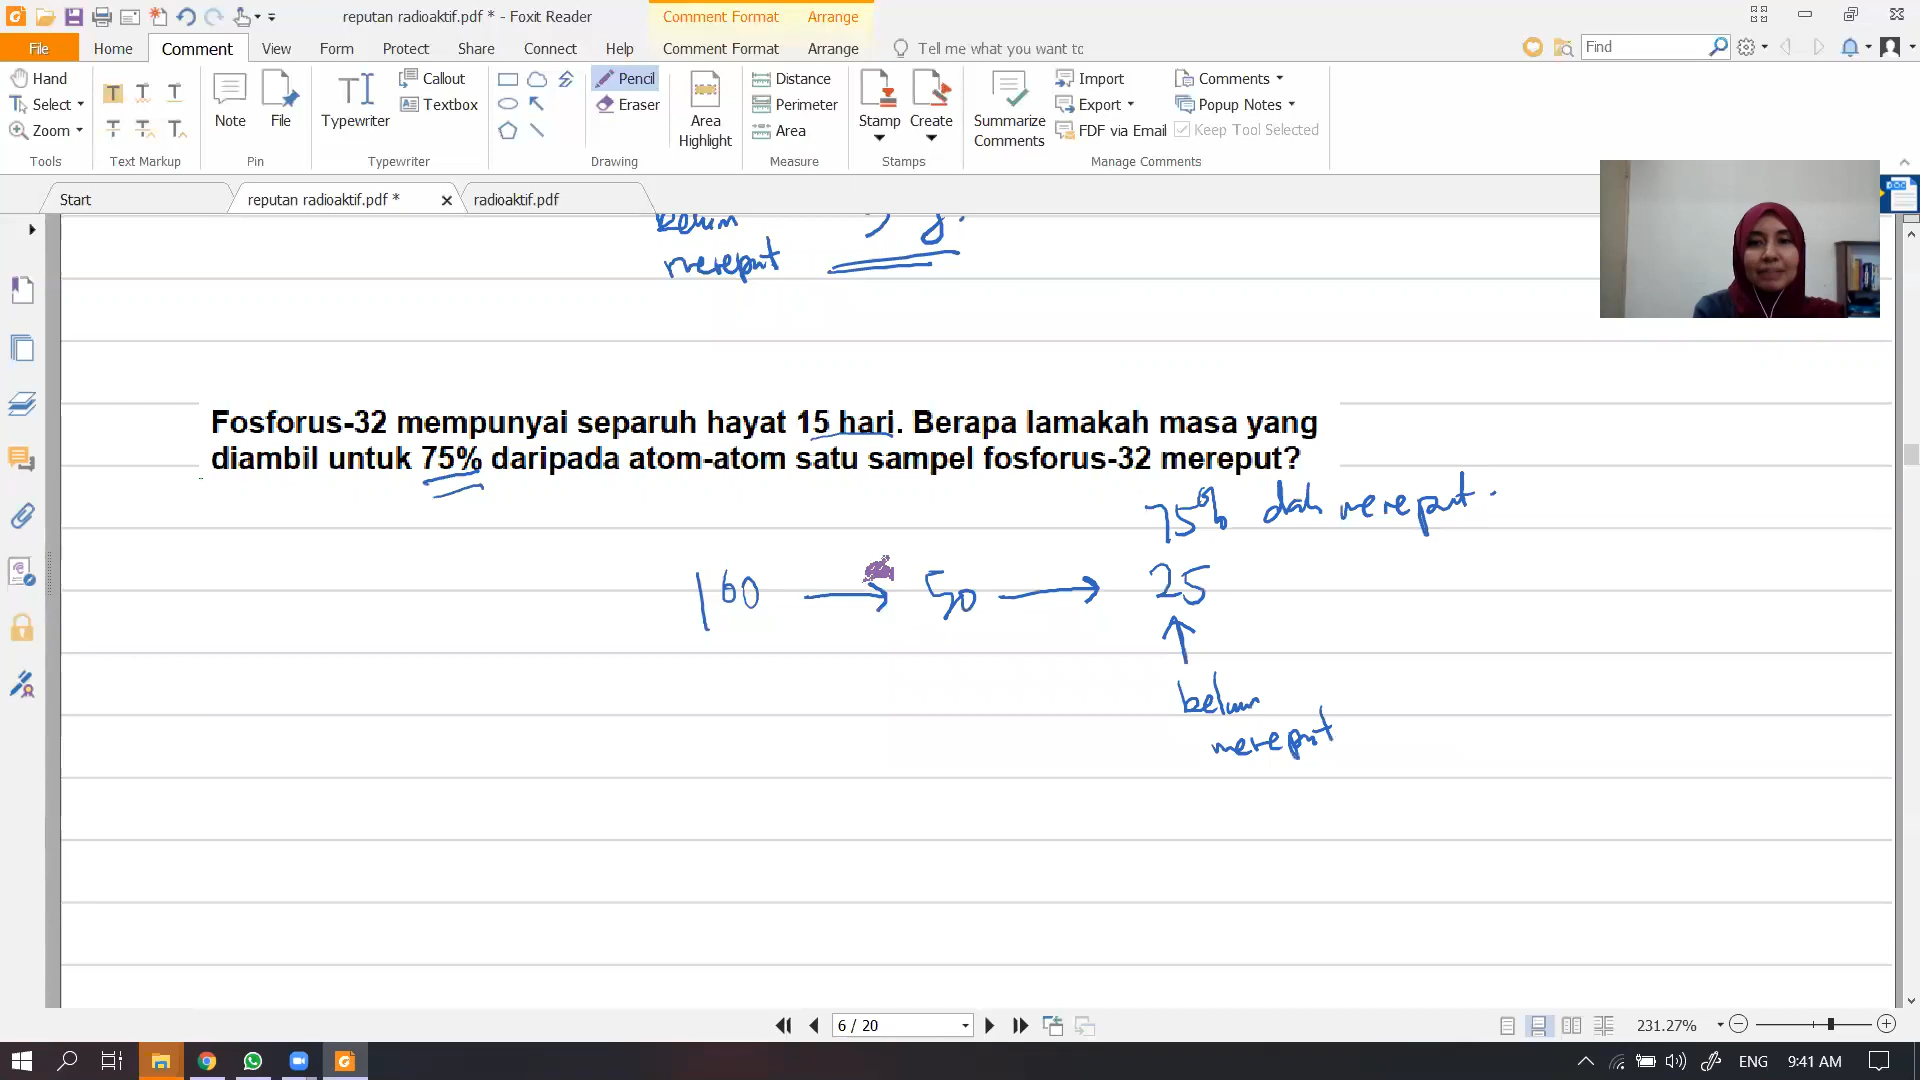 reputan radioaktif.pdf * - Foxit Reader
Comment Format Arrange
File Home Comment View Form Protect Share Connect Help Comment Format Arrange Tell me what you want to Find
Hand
Select
Zoom
Tools
Text Markup
Note
File
Pin
Typewriter
Typewriter
Callout
Textbox
Pencil
Eraser
Drawing
Area Highlight
Distance
Perimeter
Area
Measure
Stamp
Create
Stamps
Summarize Comments
Import
Export
FDF via Email
Comments
Popup Notes
Keep Tool Selected
Manage Comments
Start reputan radioaktif.pdf * radioaktif.pdf
belum
mereput
Fosforus-32 mempunyai separuh hayat 15 hari. Berapa lamakah masa yang
diambil untuk 75% daripada atom-atom satu sampel fosforus-32 mereput?
75% dah mereput.
100 → 50 → 25
belum
mereput
6 / 20
231.27%
ENG 9:41 AM